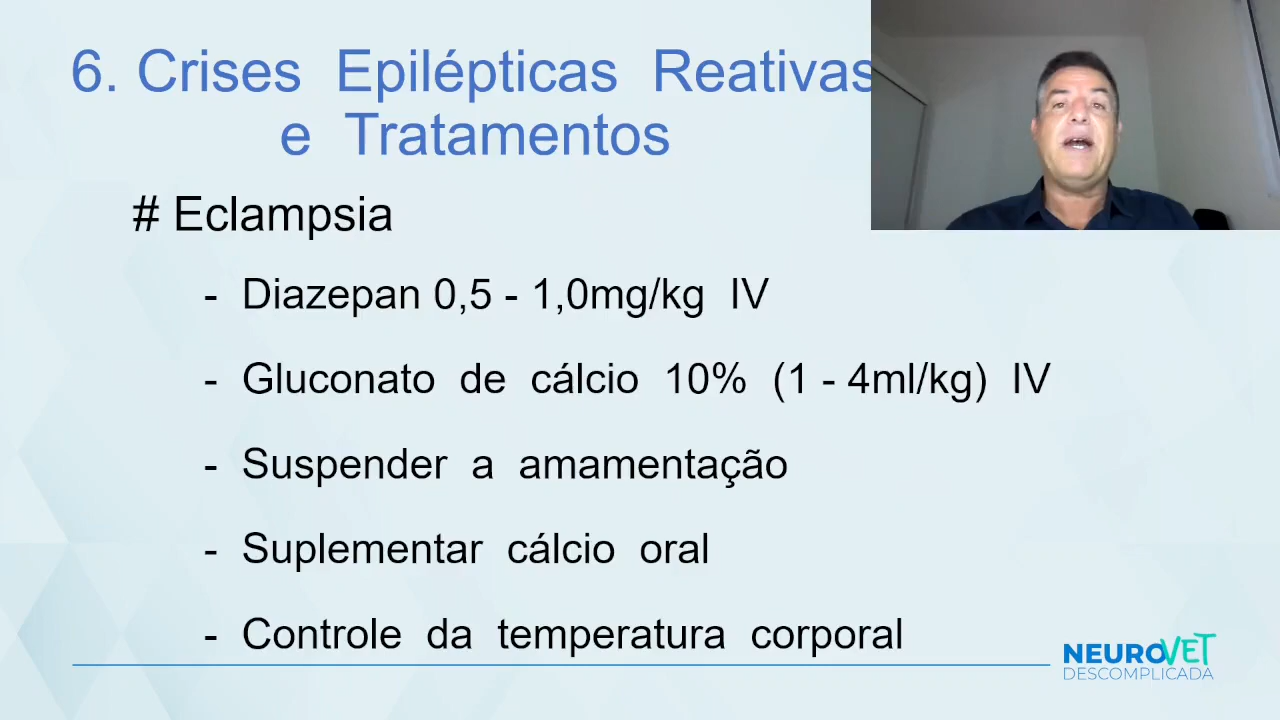 6. Crises Epilépticas Reativas
e Tratamentos
# Eclampsia
- Diazepan 0,5 - 1,0mg/kg IV
- Gluconato de cálcio 10% (1 - 4ml/kg) IV
- Suspender a amamentação
- Suplementar cálcio oral
- Controle da temperatura corporal
NEUROVET
DESCOMPLICADA